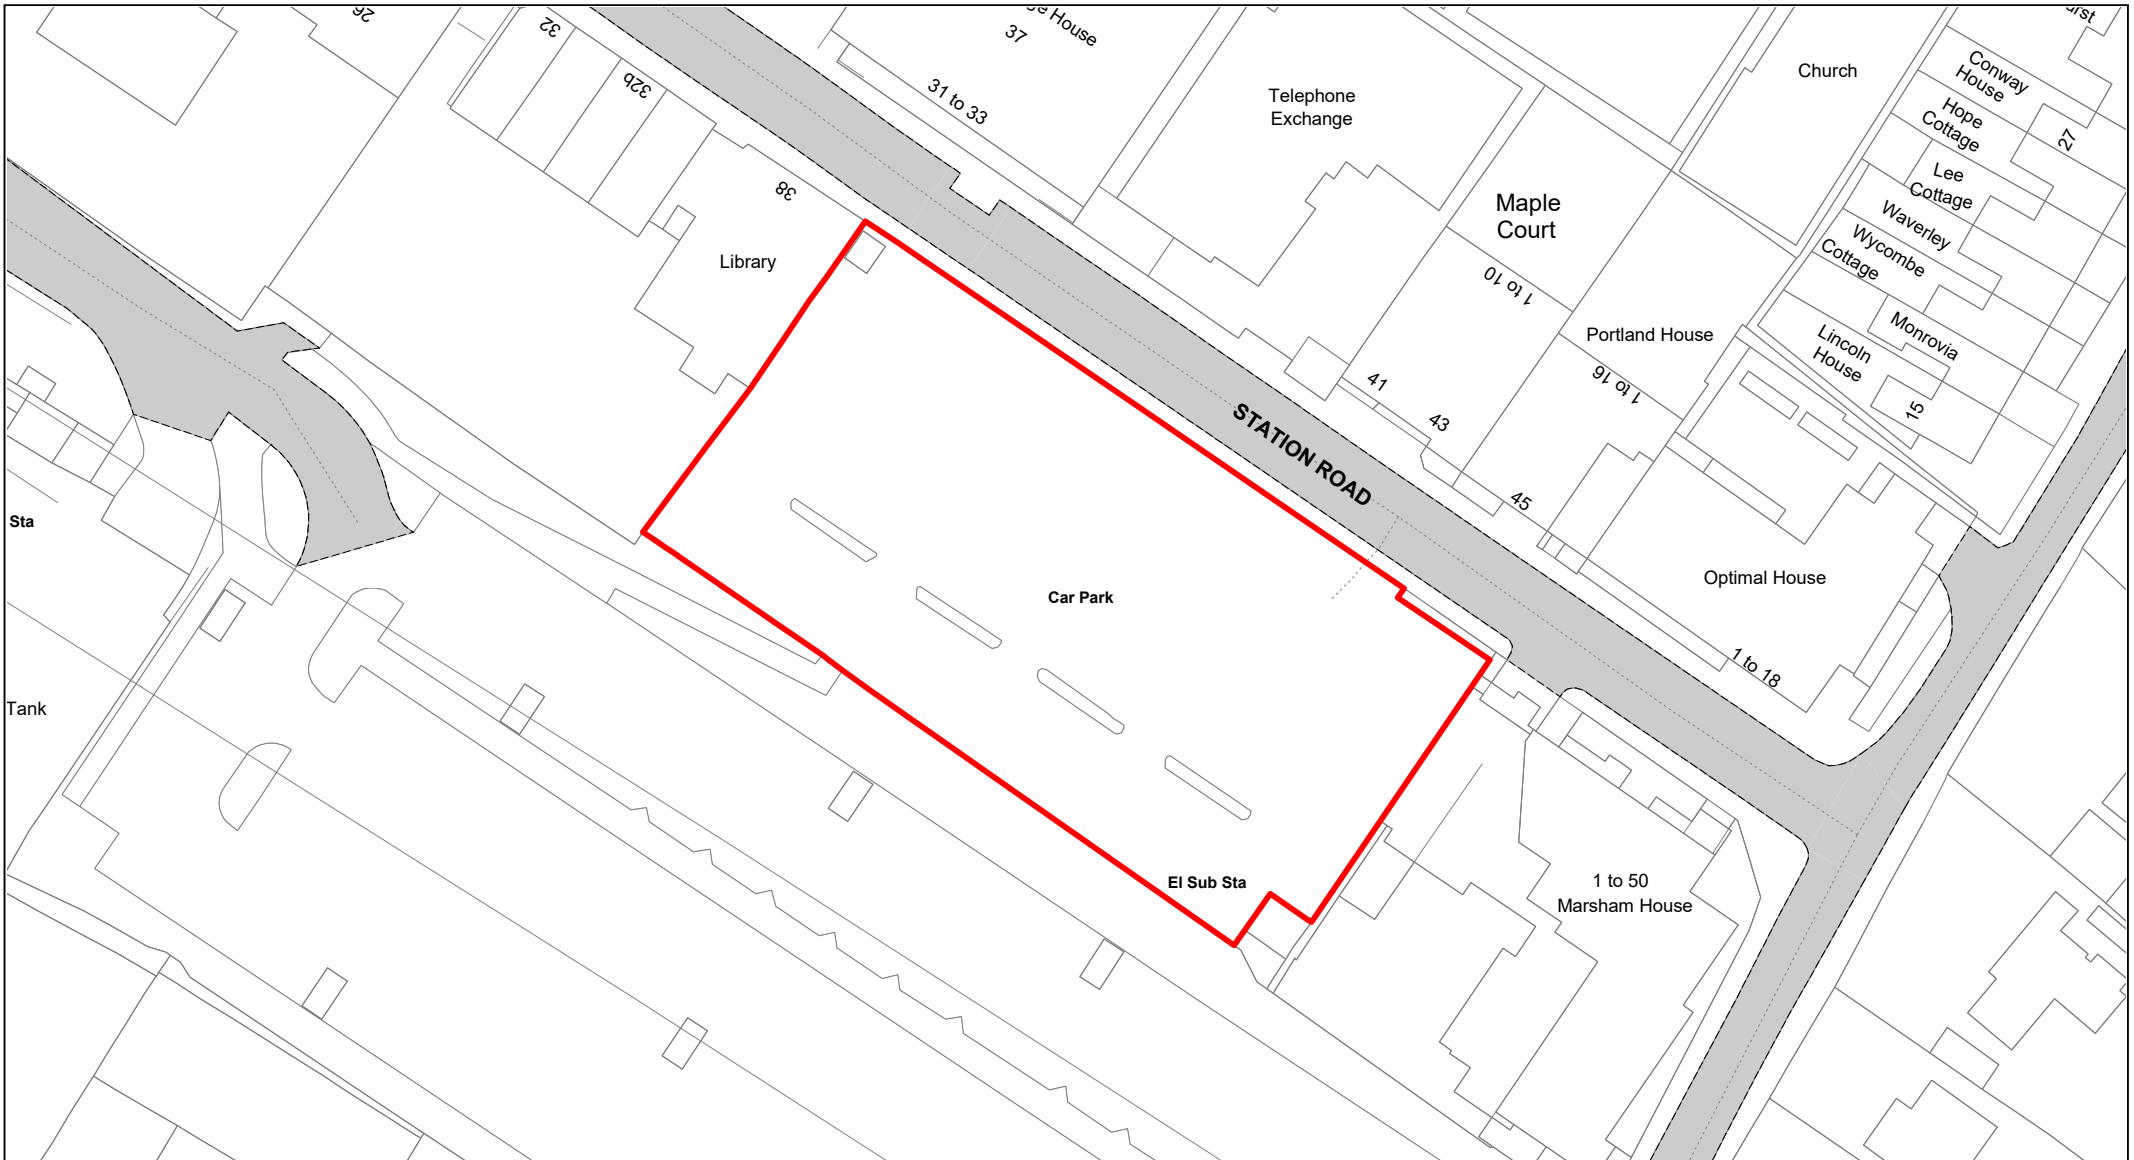 26
32
32b
House
37
31 to 33
Telephone
Exchange
Church
Conway
House
Hope
Cottage
27
Lee
Cottage
Waverley
Wycombe
Cottage
Monrovia
Lincoln
House
15
38
Library
Maple
Court
1 to 10
Portland House
1 to 16
41
43
45
STATION ROAD
Sta
Car Park
Optimal House
1 to 18
Tank
El Sub Sta
1 to 50
Marsham House